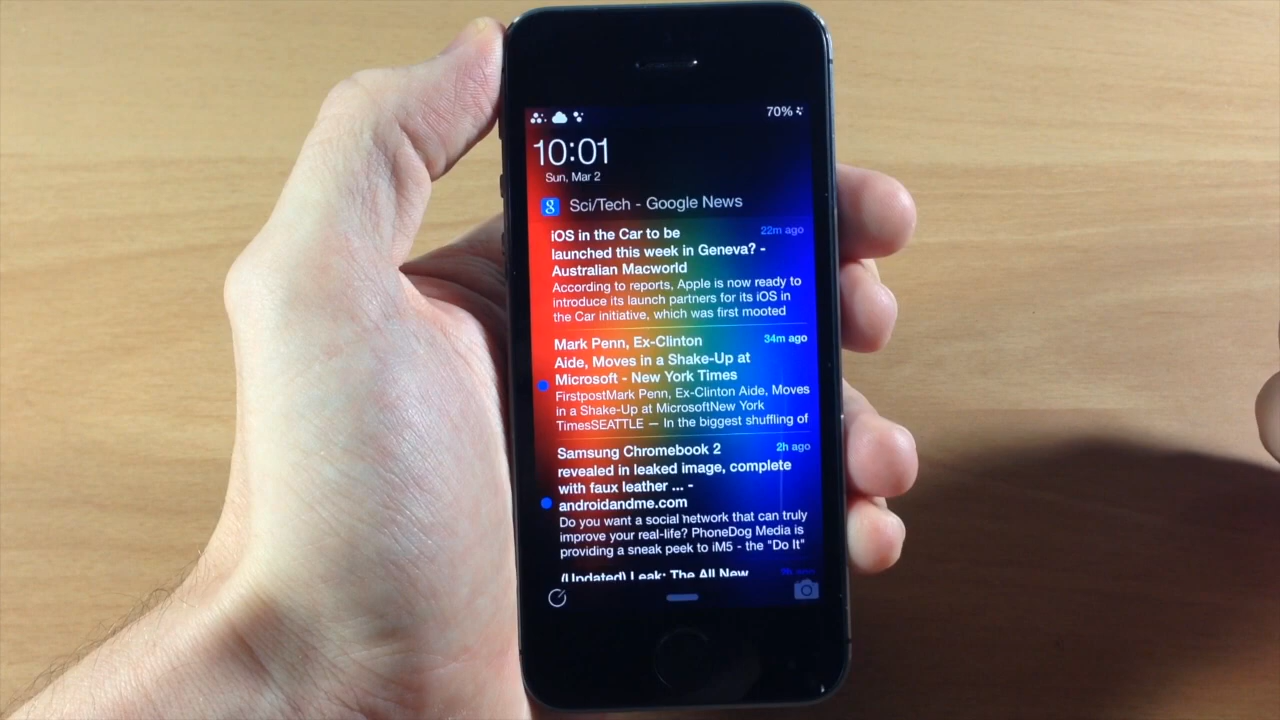 70%
10:01
Sun, Mar 2
g Sci/Tech - Google News
iOS in the Car to be 22m ago
launched this week in Geneva? -
Australian Macworld
According to reports, Apple is now ready to
introduce its launch partners for its iOS in
the Car initiative, which was first mooted
Mark Penn, Ex-Clinton 34m ago
Aide, Moves in a Shake-Up at
Microsoft - New York Times
FirstpostMark Penn, Ex-Clinton Aide, Moves
in a Shake-Up at MicrosoftNew York
TimesSEATTLE — In the biggest shuffling of
Samsung Chromebook 2 2h ago
revealed in leaked image, complete
with faux leather ... -
androidandme.com
Do you want a social network that can truly
improve your real-life? PhoneDog Media is
providing a sneak peek to iM5 - the "Do It"
(Updated) Leak: The All New